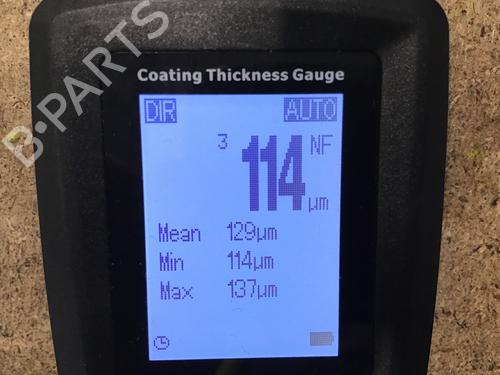 B-PARTS
Coating Thickness Gauge
DIR AUTO
3 114 NF
µm
Mean 129µm
Min 114µm
Max 137µm